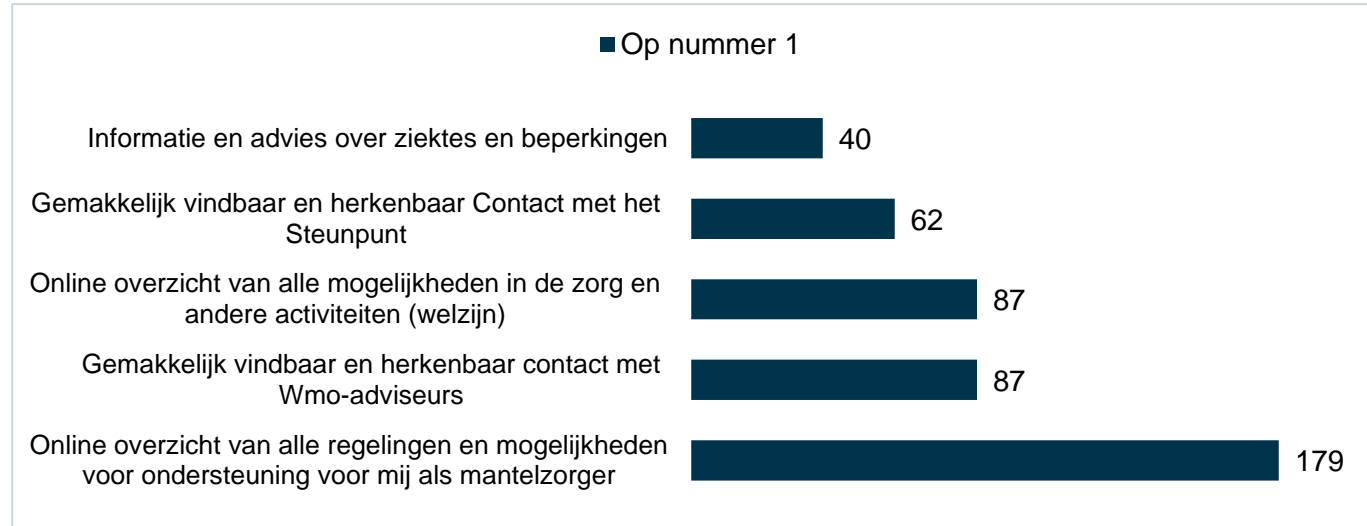 Op nummer 1
Informatie en advies over ziektes en beperkingen
40
Gemakkelijk vindbaar en herkenbaar Contact met het
Steunpunt
62
Online overzicht van alle mogelijkheden in de zorg en
andere activiteiten (welzijn)
87
Gemakkelijk vindbaar en herkenbaar contact met
Wmo-adviseurs
87
Online overzicht van alle regelingen en mogelijkheden
voor ondersteuning voor mij als mantelzorger
179